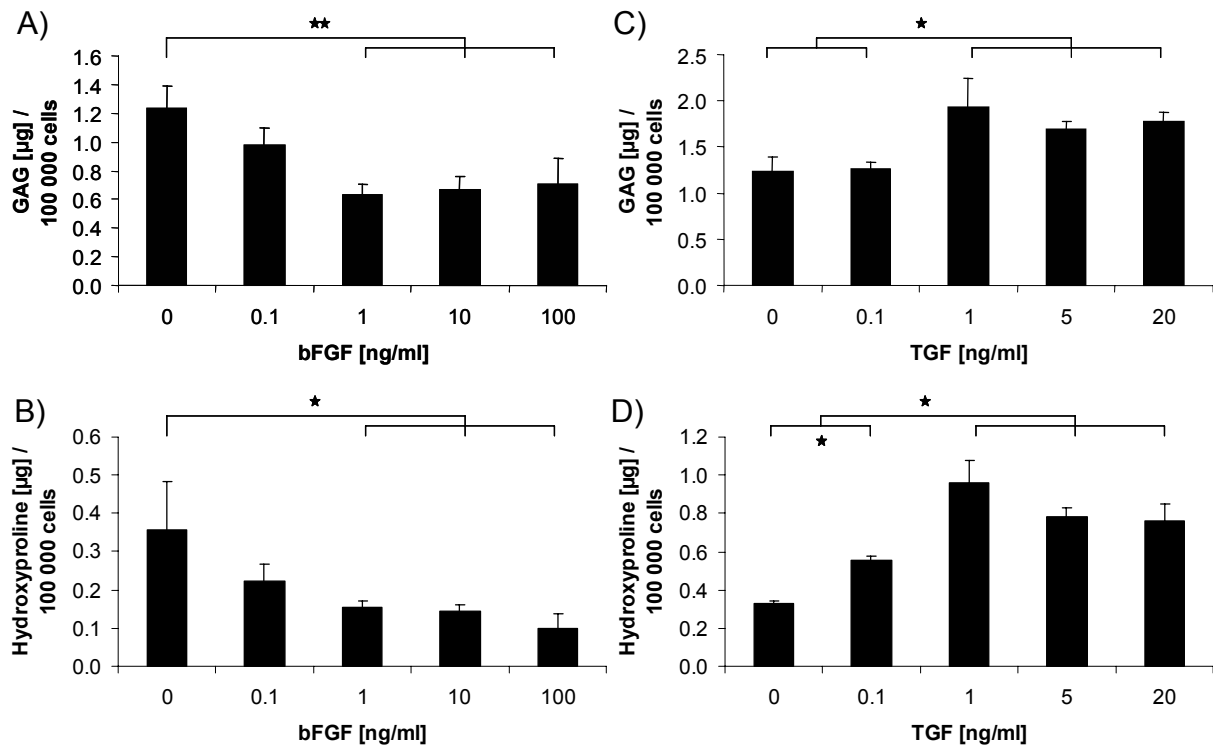 A)
★★
GAG [µg] /
100 000 cells
1.6
1.4
1.2
1.0
0.8
0.6
0.4
0.2
0.0
0 0.1 1 10 100
bFGF [ng/ml]
C)
★
GAG [µg] /
100 000 cells
2.5
2.0
1.5
1.0
0.5
0.0
0 0.1 1 5 20
TGF [ng/ml]
B)
★
Hydroxyproline [µg] /
100 000 cells
0.6
0.5
0.4
0.3
0.2
0.1
0.0
0 0.1 1 10 100
bFGF [ng/ml]
D)
★
★
Hydroxyproline [µg] /
100 000 cells
1.2
1.0
0.8
0.6
0.4
0.2
0.0
0 0.1 1 5 20
TGF [ng/ml]